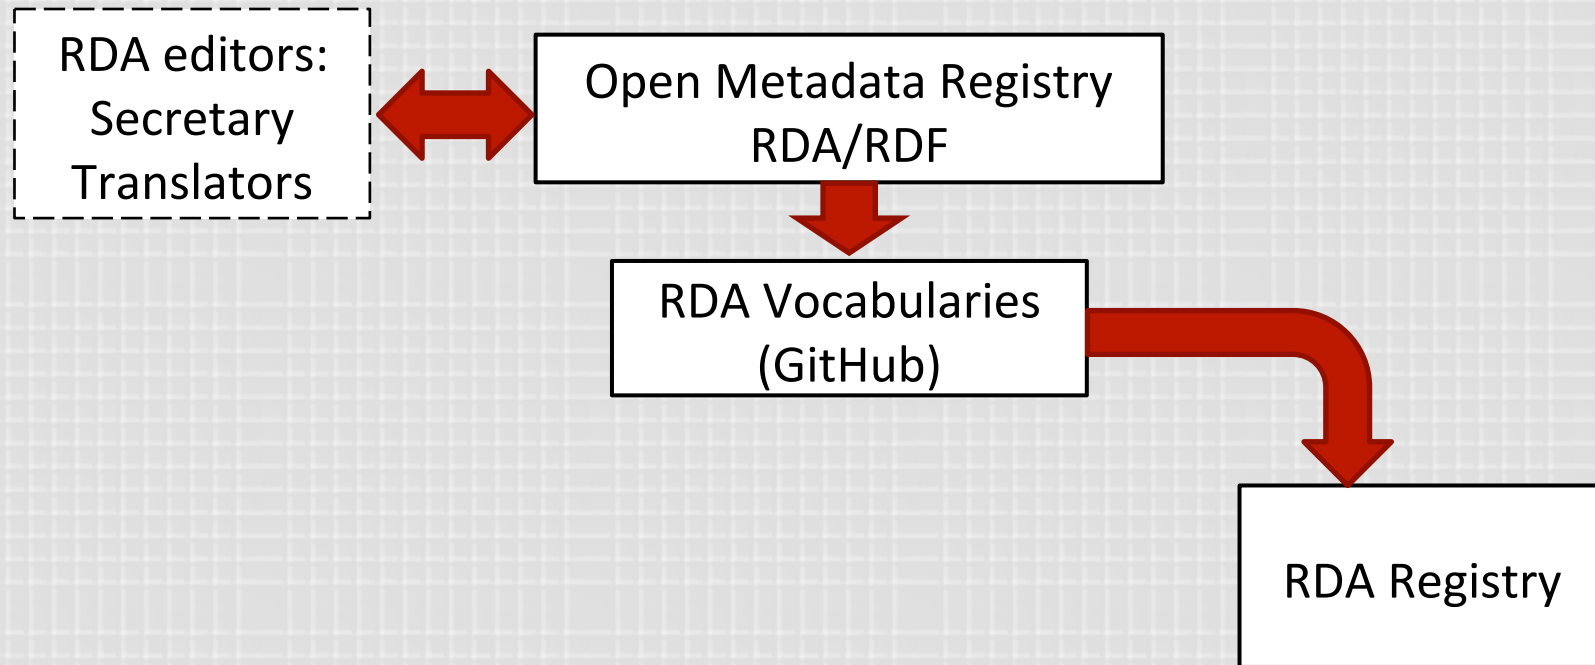 RDA editors:
Secretary
Translators
Open Metadata Registry
RDA/RDF
RDA Vocabularies
(GitHub)
RDA Registry